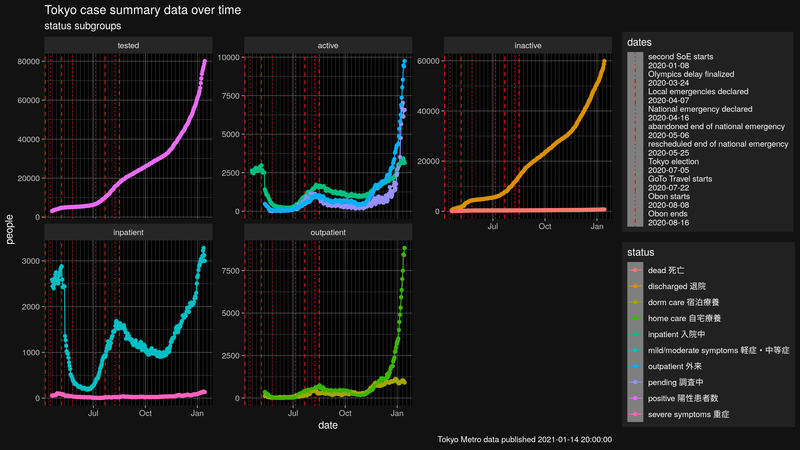 Tokyo case summary data over time
status subgroups
tested
active
inactive
80000
60000
40000
20000
0
10000
7500
5000
2500
0
60000
40000
20000
0
Jul
Oct
Jan
inpatient
outpatient
3000
2000
1000
0
7500
5000
2500
0
Jul
Oct
Jan
Jul
Oct
Jan
people
date
dates
second SoE starts
2020-01-08
Olympics delay finalized
2020-03-24
Local emergencies declared
2020-04-07
National emergency declared
2020-04-16
abandoned end of national emergency
2020-05-06
rescheduled end of national emergency
2020-05-25
Tokyo election
2020-07-05
GoTo Travel starts
2020-07-22
Obon starts
2020-08-08
Obon ends
2020-08-16
status
dead 死亡
discharged 退院
dorm care 宿泊療養
home care 自宅療養
inpatient 入院中
mild/moderate symptoms 軽症・中等症
outpatient 外来
pending 調査中
positive 陽性患者数
severe symptoms 重症
Tokyo Metro data published 2021-01-14 20:00:00